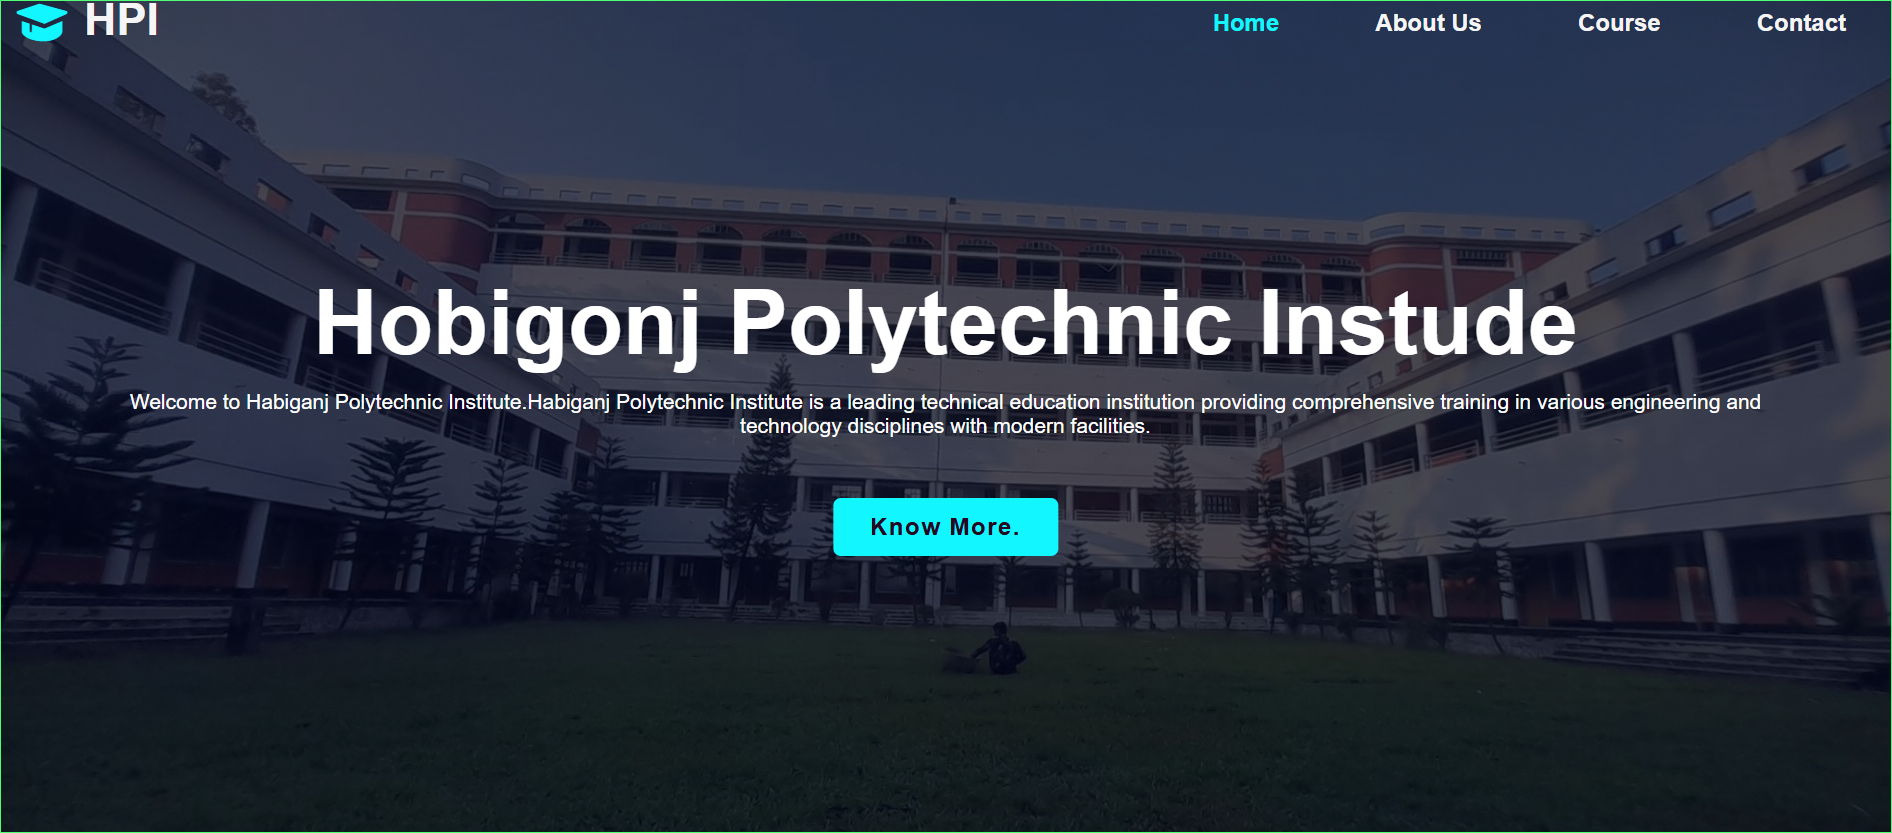 HPI
Home About Us Course Contact
Hobigonj Polytechnic Instude
Welcome to Habiganj Polytechnic Institute.Habiganj Polytechnic Institute is a leading technical education institution providing comprehensive training in various engineering and
technology disciplines with modern facilities.
Know More.